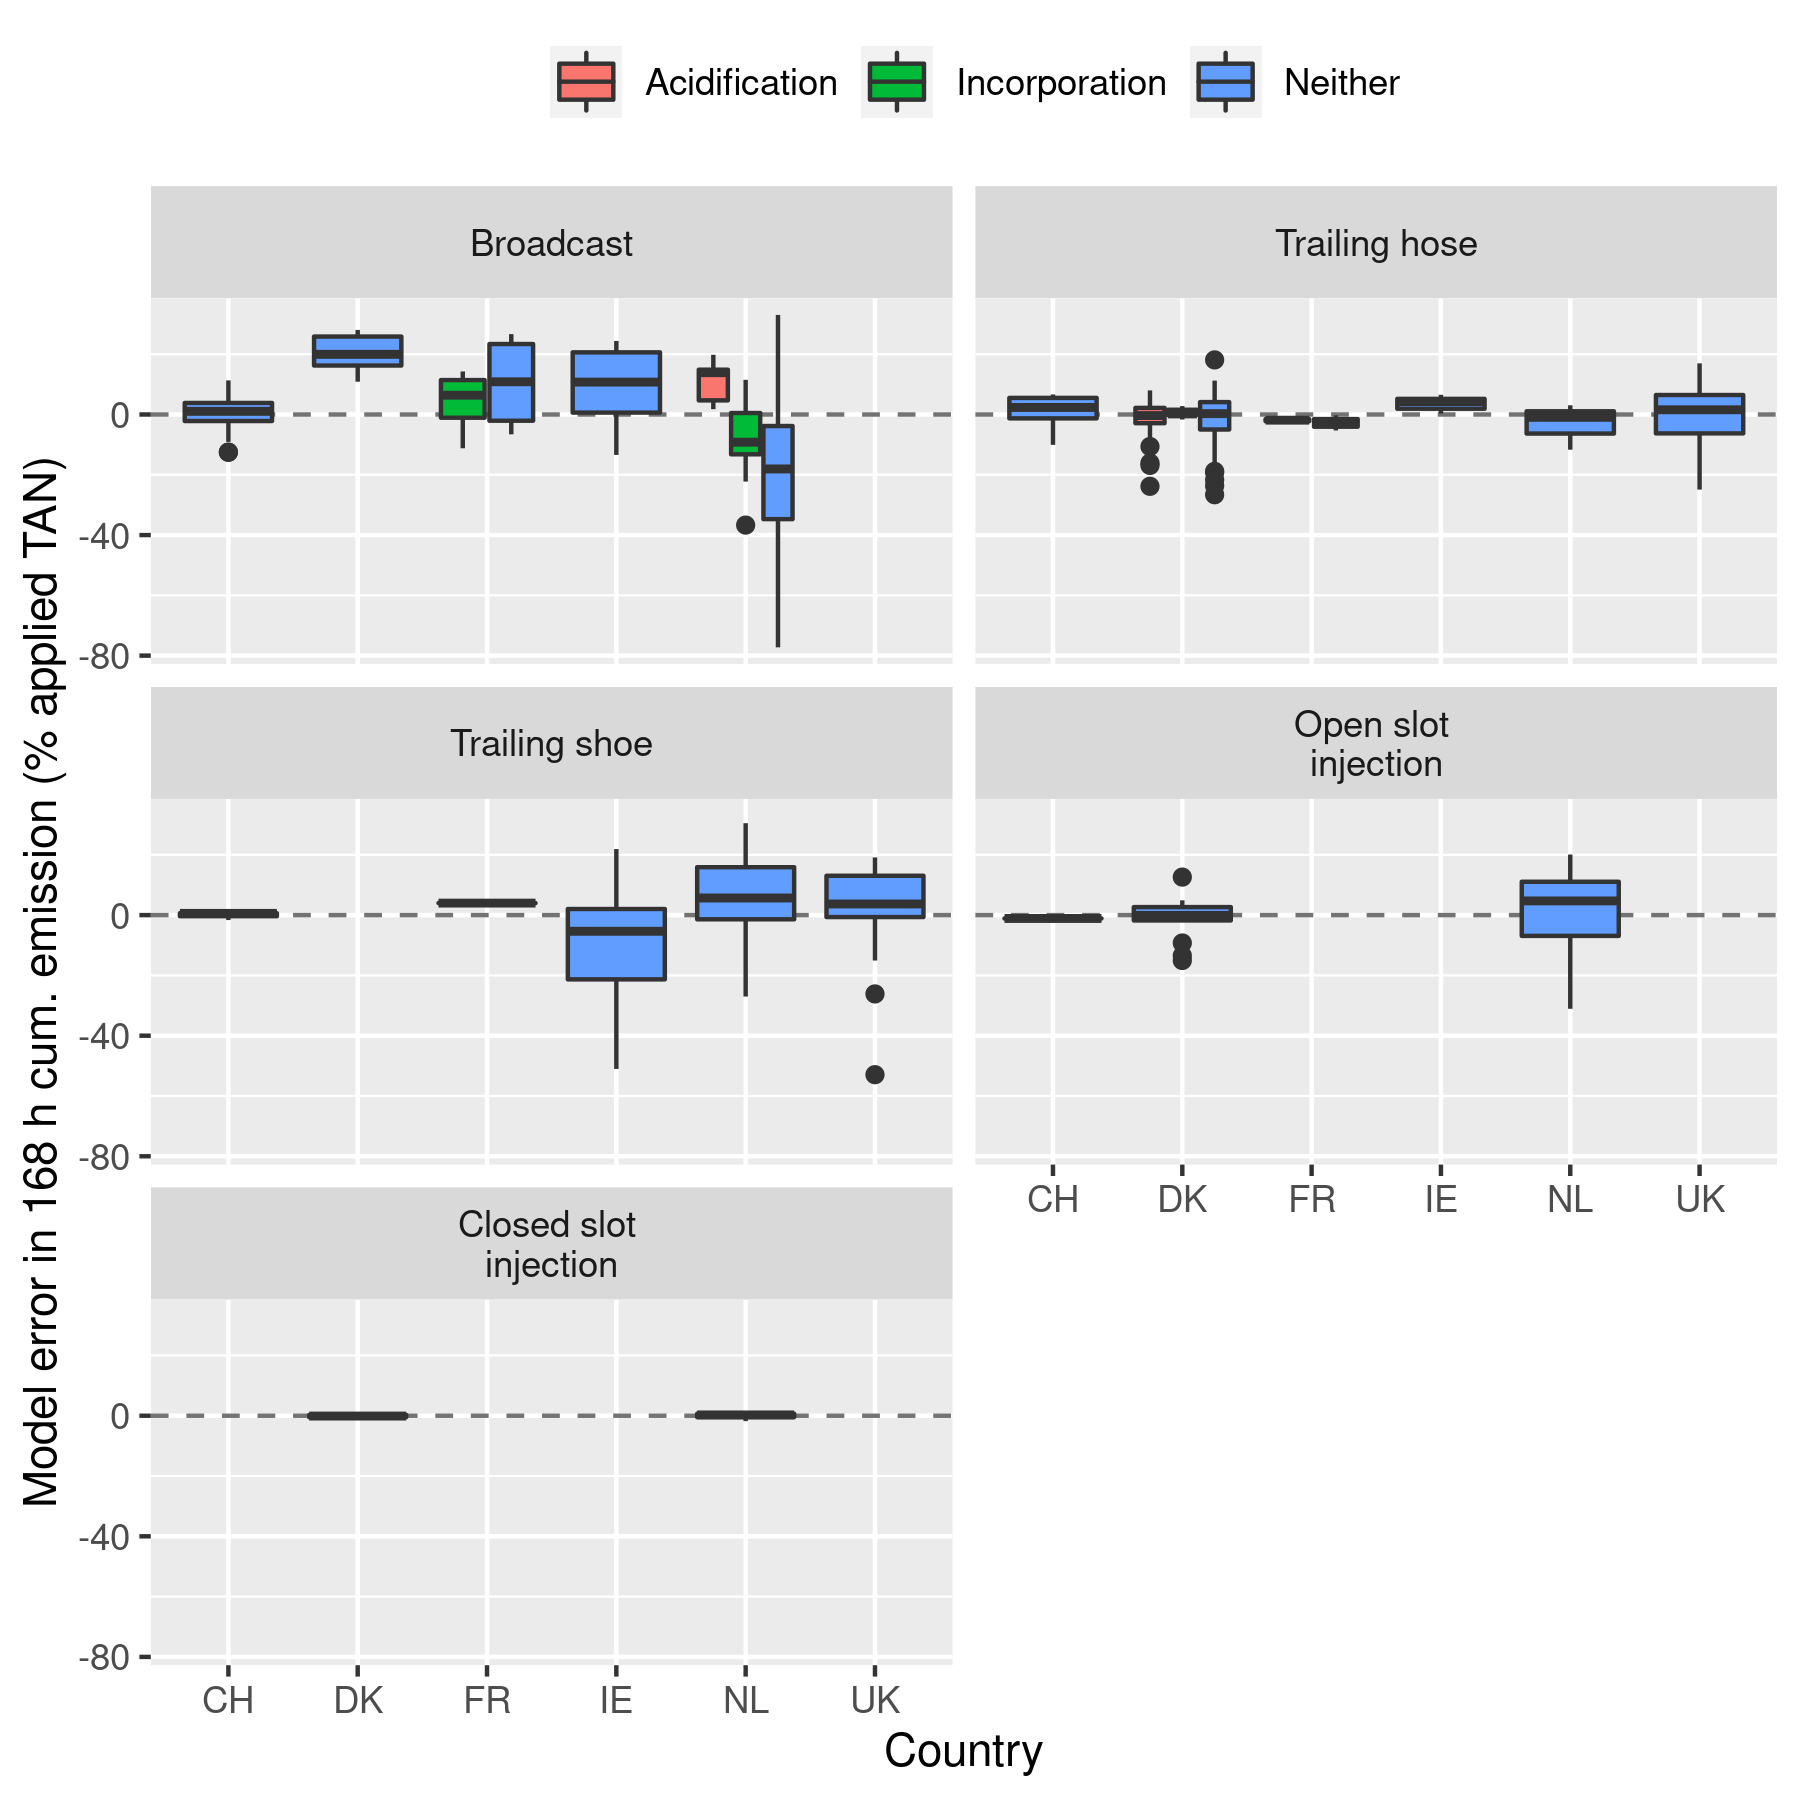 Acidification Incorporation Neither
Broadcast
Trailing hose
0
-40
-80
Trailing shoe
Open slot
injection
0
-40
-80
CH DK FR IE NL UK
Closed slot
injection
0
-40
-80
CH DK FR IE NL UK
Country
Model error in 168 h cum. emission (% applied TAN)